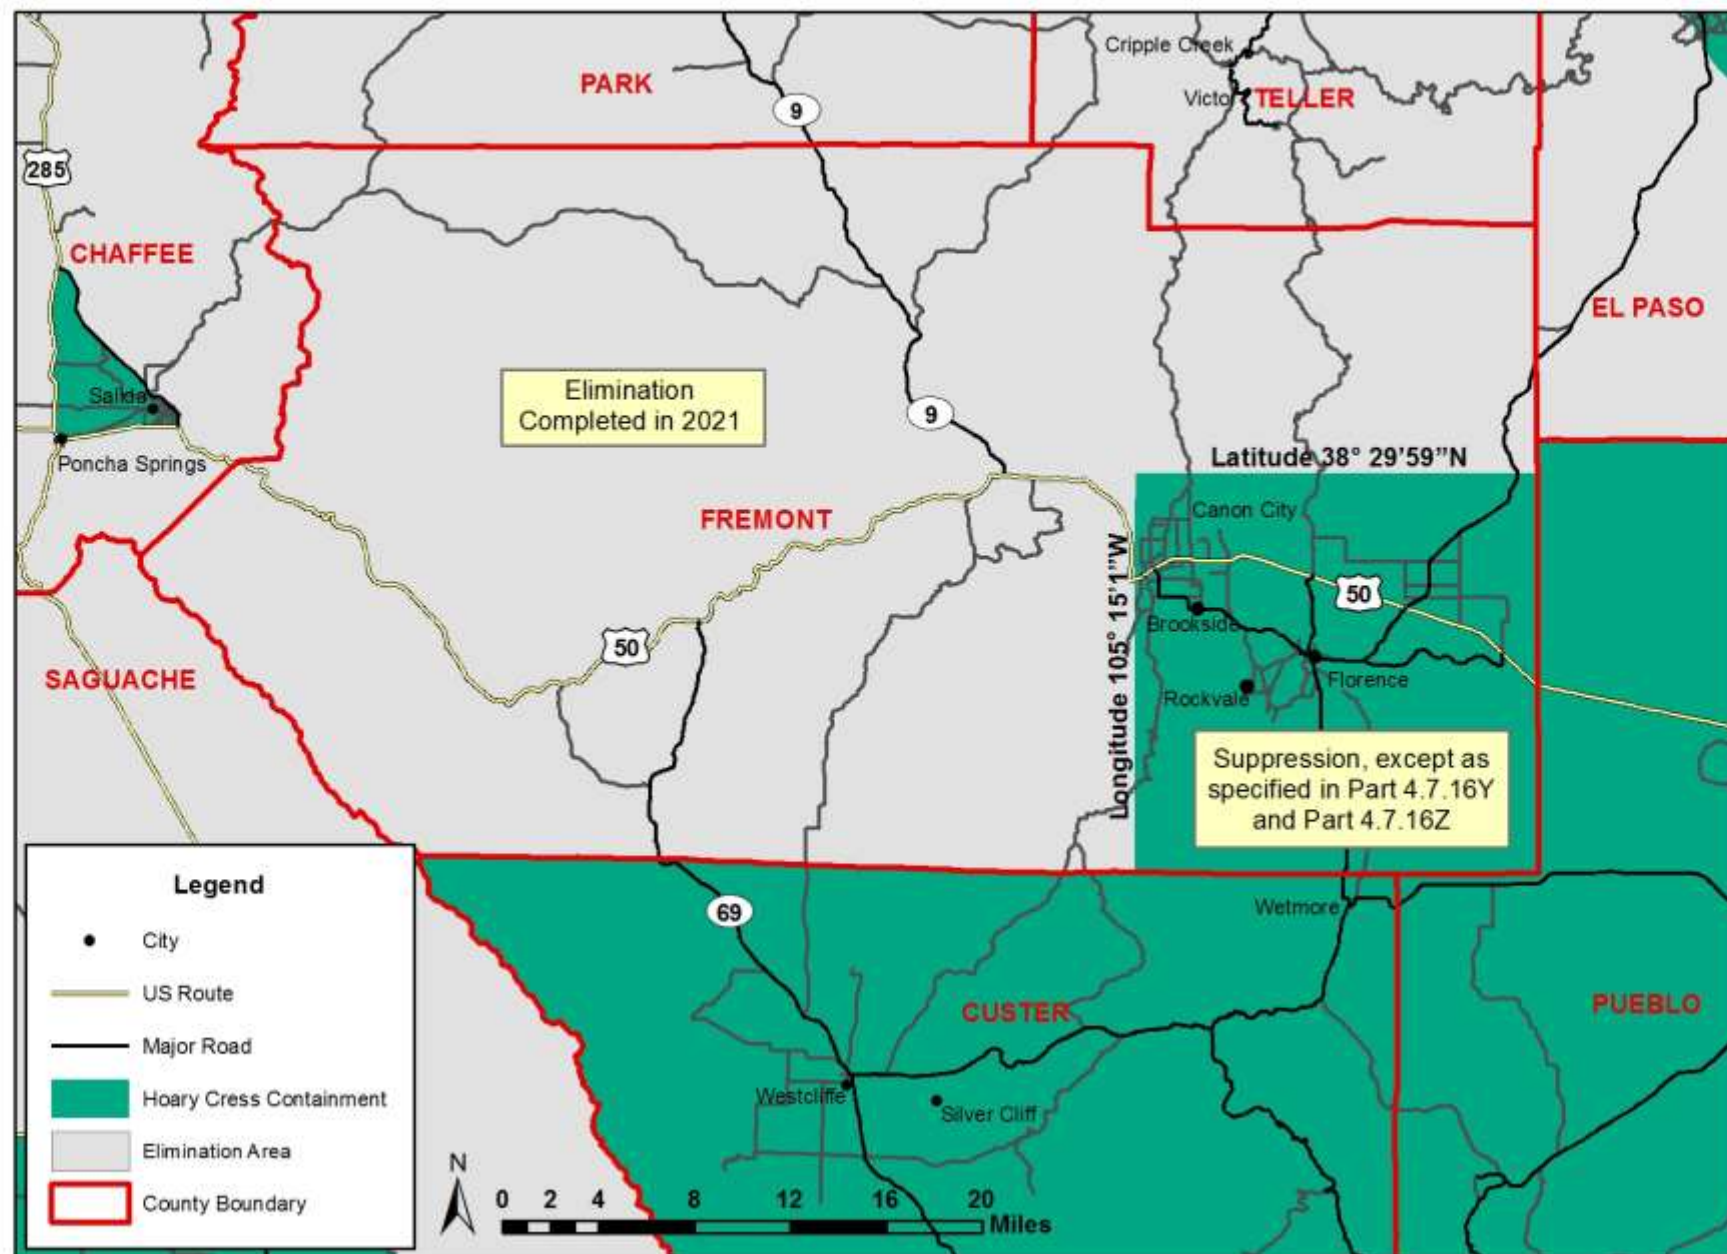 Cripple Creek
PARK
Victo
TELLER
9
285
CHAFFEE
EL PASO
Elimination
Completed in 2021
Salida
9
Poncha Springs
Latitude 38° 29’59”N
Canon City
FREMONT
Longitude 105° 15’1”W
50
Brookside
50
SAGUACHE
Florence
Rockvale
Suppression, except as
specified in Part 4.7.16Y
and Part 4.7.16Z
Legend
City
US Route
Major Road
Hoary Cress Containment
Elimination Area
County Boundary
69
Wetmore
CUSTER
PUEBLO
Westcliffe
Silver Cliff
N
0 2 4 8 12 16 20
Miles